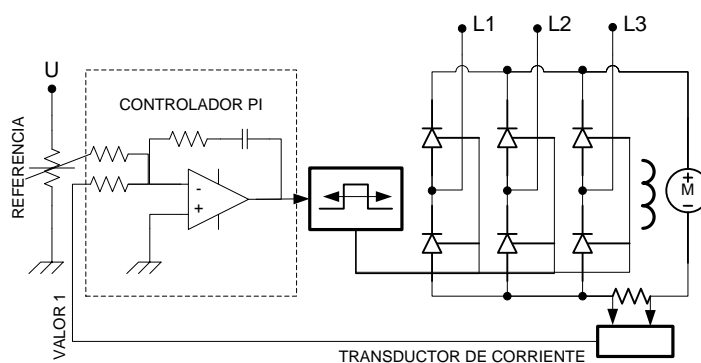 L1
L2
L3
U
CONTROLADOR PI
REFERENCIA
-
+
+
M
-
VALOR 1
TRANSDUCTOR DE CORRIENTE